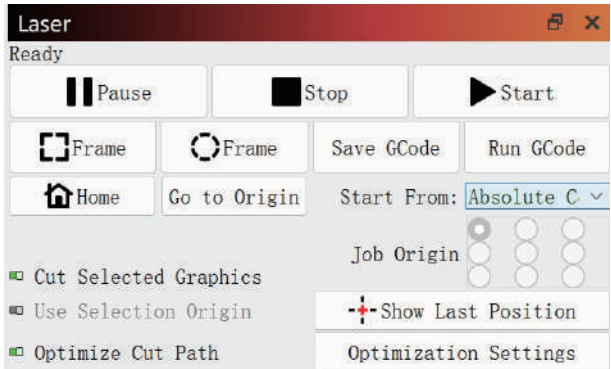 Laser
Ready
Pause Stop Start
Frame Frame Save GCode Run GCode
Home Go to Origin Start From: Absolute C
Job Origin
Cut Selected Graphics
Use Selection Origin Show Last Position
Optimize Cut Path Optimization Settings